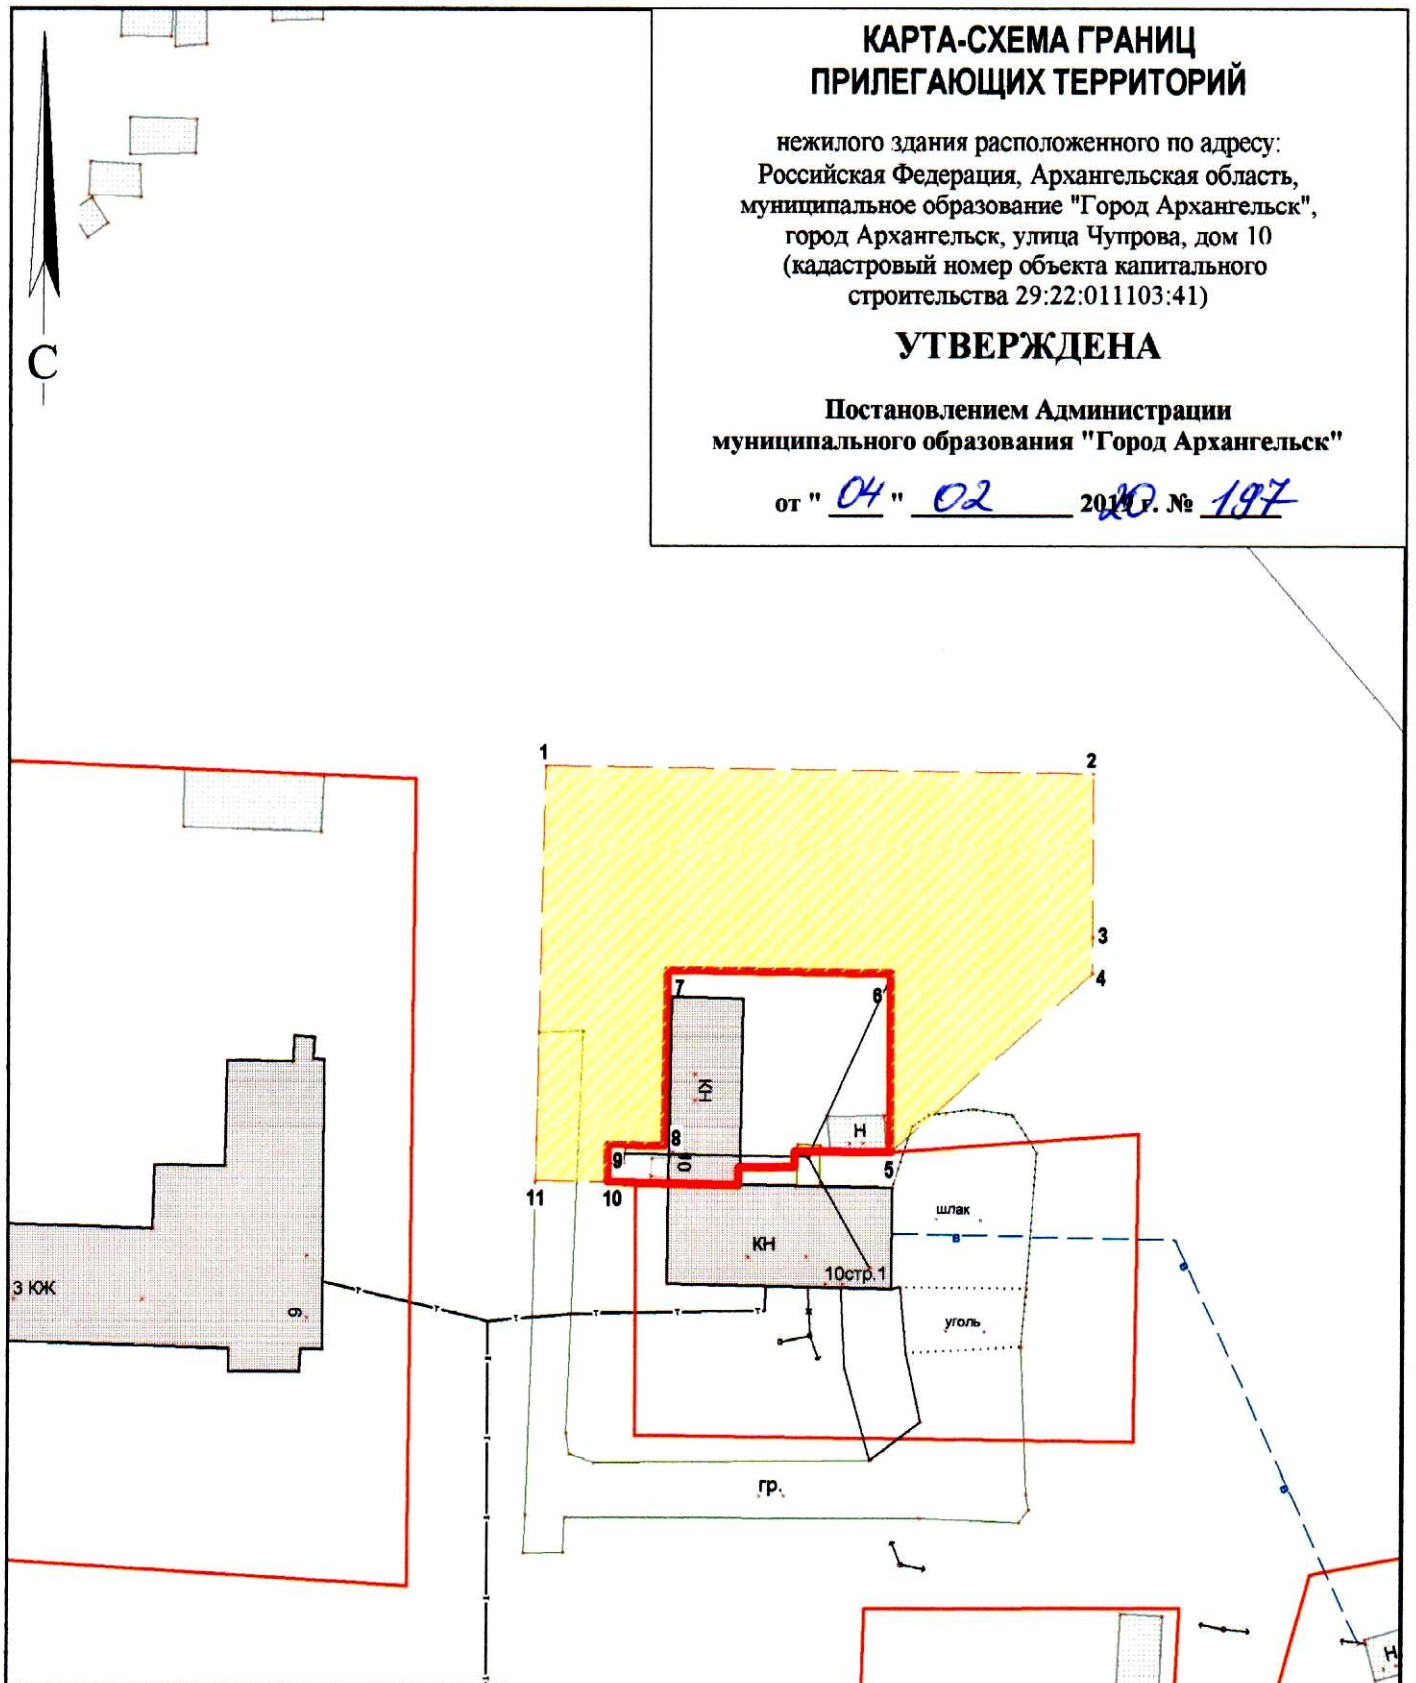 КАРТА-СХЕМА ГРАНИЦ
ПРИЛЕГАЮЩИХ ТЕРРИТОРИЙ
нежилого здания расположенного по адресу:
Российская Федерация, Архангельская область,
муниципальное образование "Город Архангельск",
город Архангельск, улица Чупрова, дом 10
(кадастровый номер объекта капитального
строительства 29:22:011103:41)
УТВЕРЖДЕНА
Постановлением Администрации
муниципального образования "Город Архангельск"
от " 04 " 02 2020 г. № 197
С
1
2
3
4
7
6
КН
8
Н
9
10
5
11
10
шлак
в
КН
в
10стр.1
3 КЖ
9
т
т
т
т
т
т
уголь
гр.
в
Н